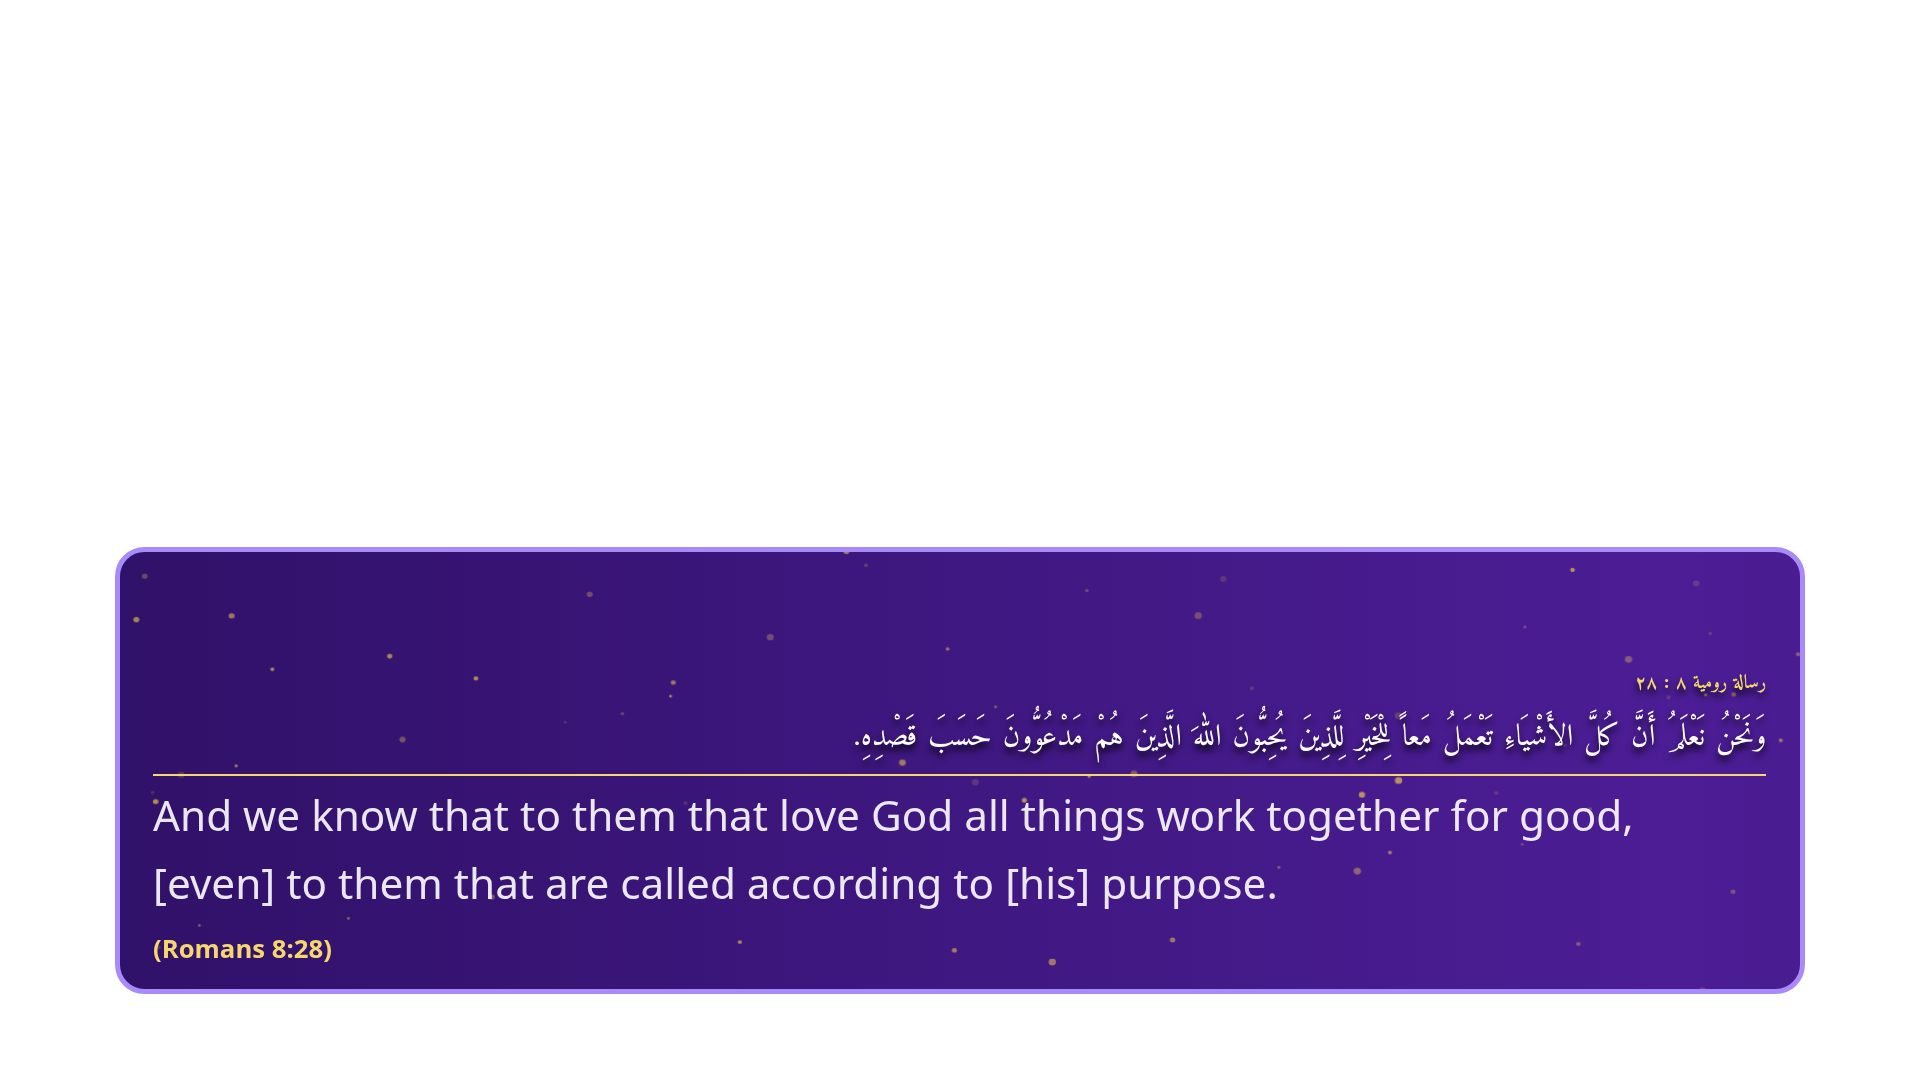 رسالة رومية ٨ : ٢٨
وَنَحْنُ نَعْلَمُ أَنَّ كُلَّ الأَشْيَاءِ تَعْمَلُ مَعاً لِلْخَيْرِ لِلَّذِينَ يُحِبُّونَ اللهَ الَّذِينَ هُمْ مَدْعُوُّونَ حَسَبَ قَصْدِهِ.
And we know that to them that love God all things work together for good,
[even] to them that are called according to [his] purpose.
(Romans 8:28)